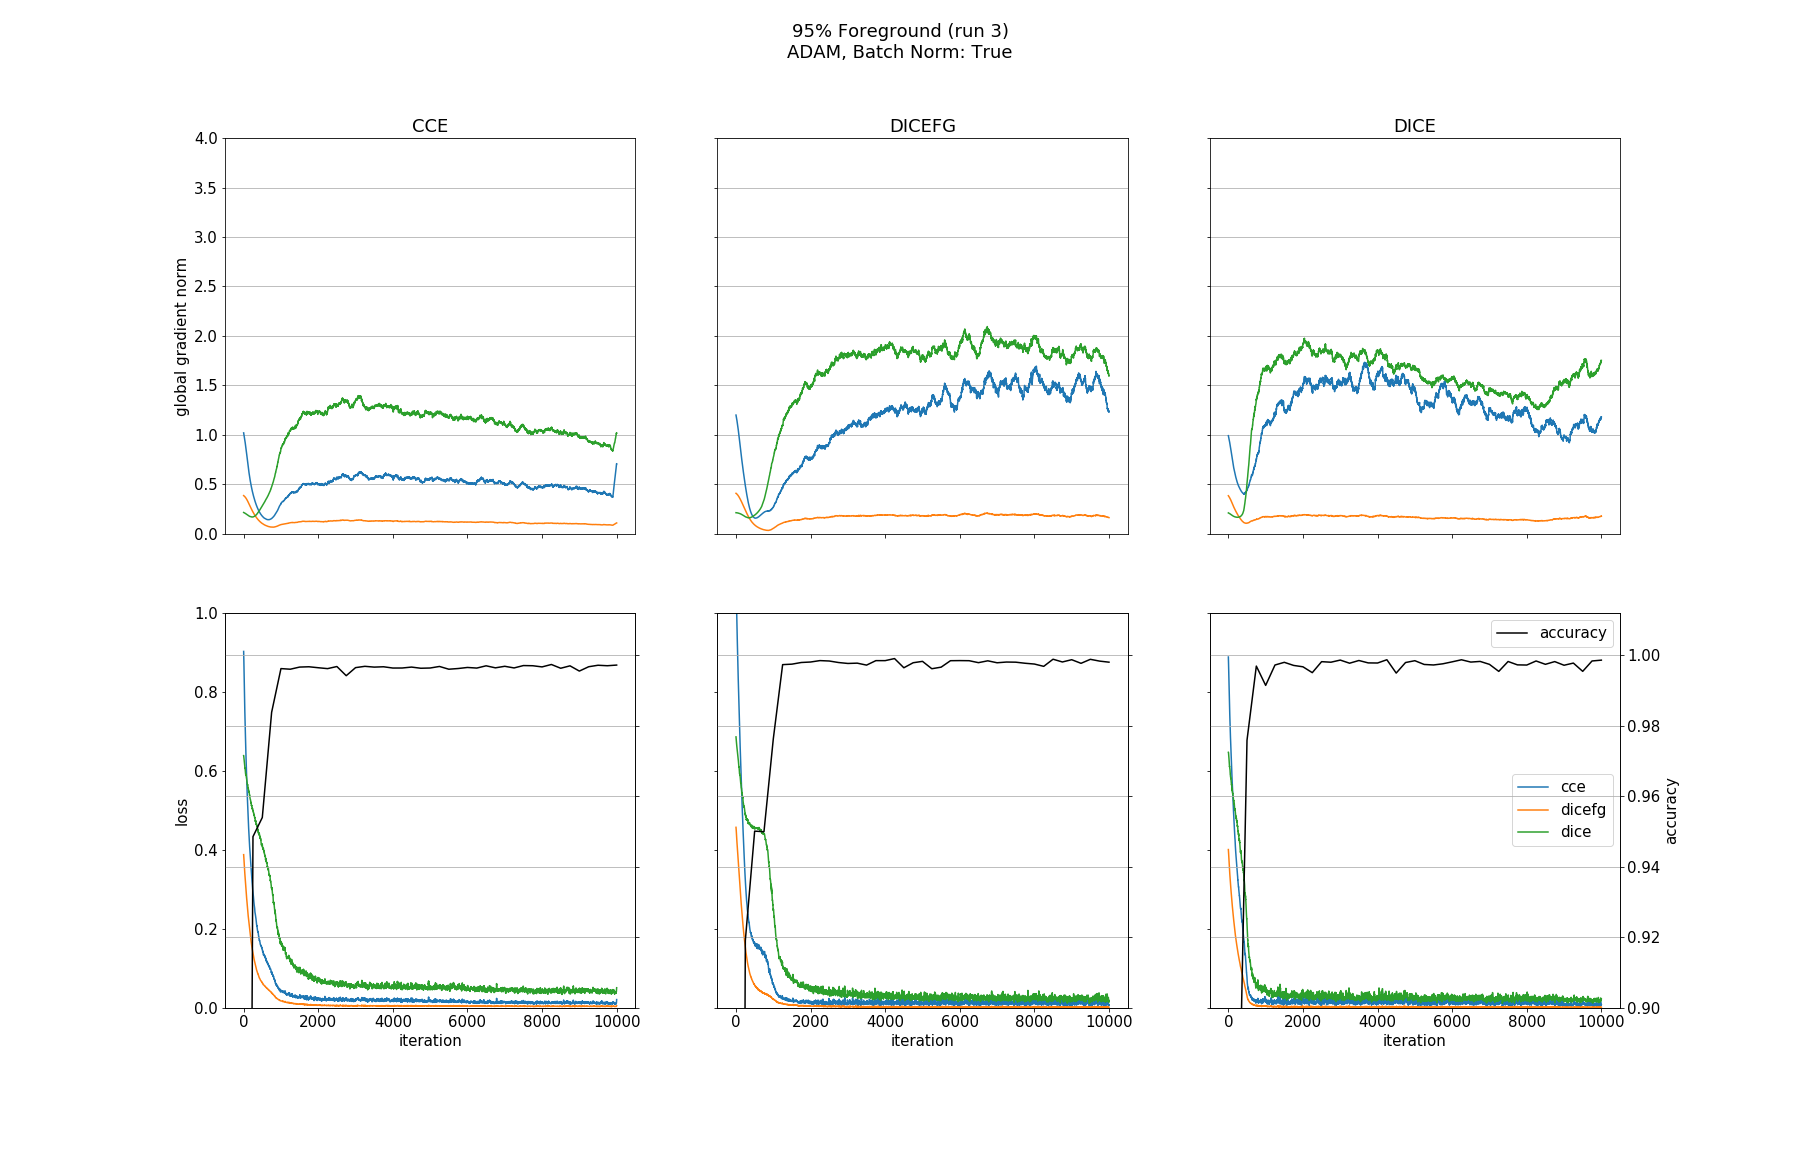 95% Foreground (run 3)
ADAM, Batch Norm: True
CCE
DICEFG
DICE
4.0
3.5
3.0
2.5
2.0
1.5
1.0
0.5
0.0
global gradient norm
1.0
0.8
0.6
0.4
0.2
0.0
loss
0 2000 4000 6000 8000 10000
iteration
0 2000 4000 6000 8000 10000
iteration
0 2000 4000 6000 8000 10000
iteration
accuracy
cce
dicefg
dice
1.00
0.98
0.96
0.94
0.92
0.90
accuracy